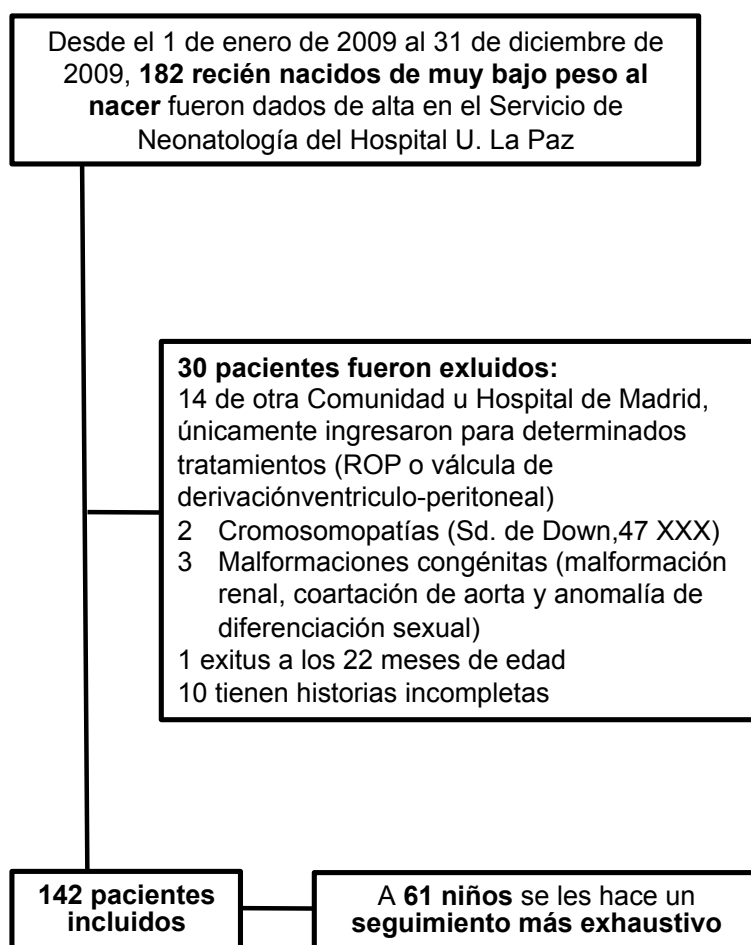 Desde el 1 de enero de 2009 al 31 de diciembre de
2009, 182 recién nacidos de muy bajo peso al
nacer fueron dados de alta en el Servicio de
Neonatología del Hospital U. La Paz
30 pacientes fueron exluidos:
14 de otra Comunidad u Hospital de Madrid,
únicamente ingresaron para determinados
tratamientos (ROP o válcula de
derivaciónventriculo-peritoneal)
2 Cromosomopatías (Sd. de Down,47 XXX)
3 Malformaciones congénitas (malformación
renal, coartación de aorta y anomalía de
diferenciación sexual)
1 exitus a los 22 meses de edad
10 tienen historias incompletas
142 pacientes
incluidos
A 61 niños se les hace un
seguimiento más exhaustivo